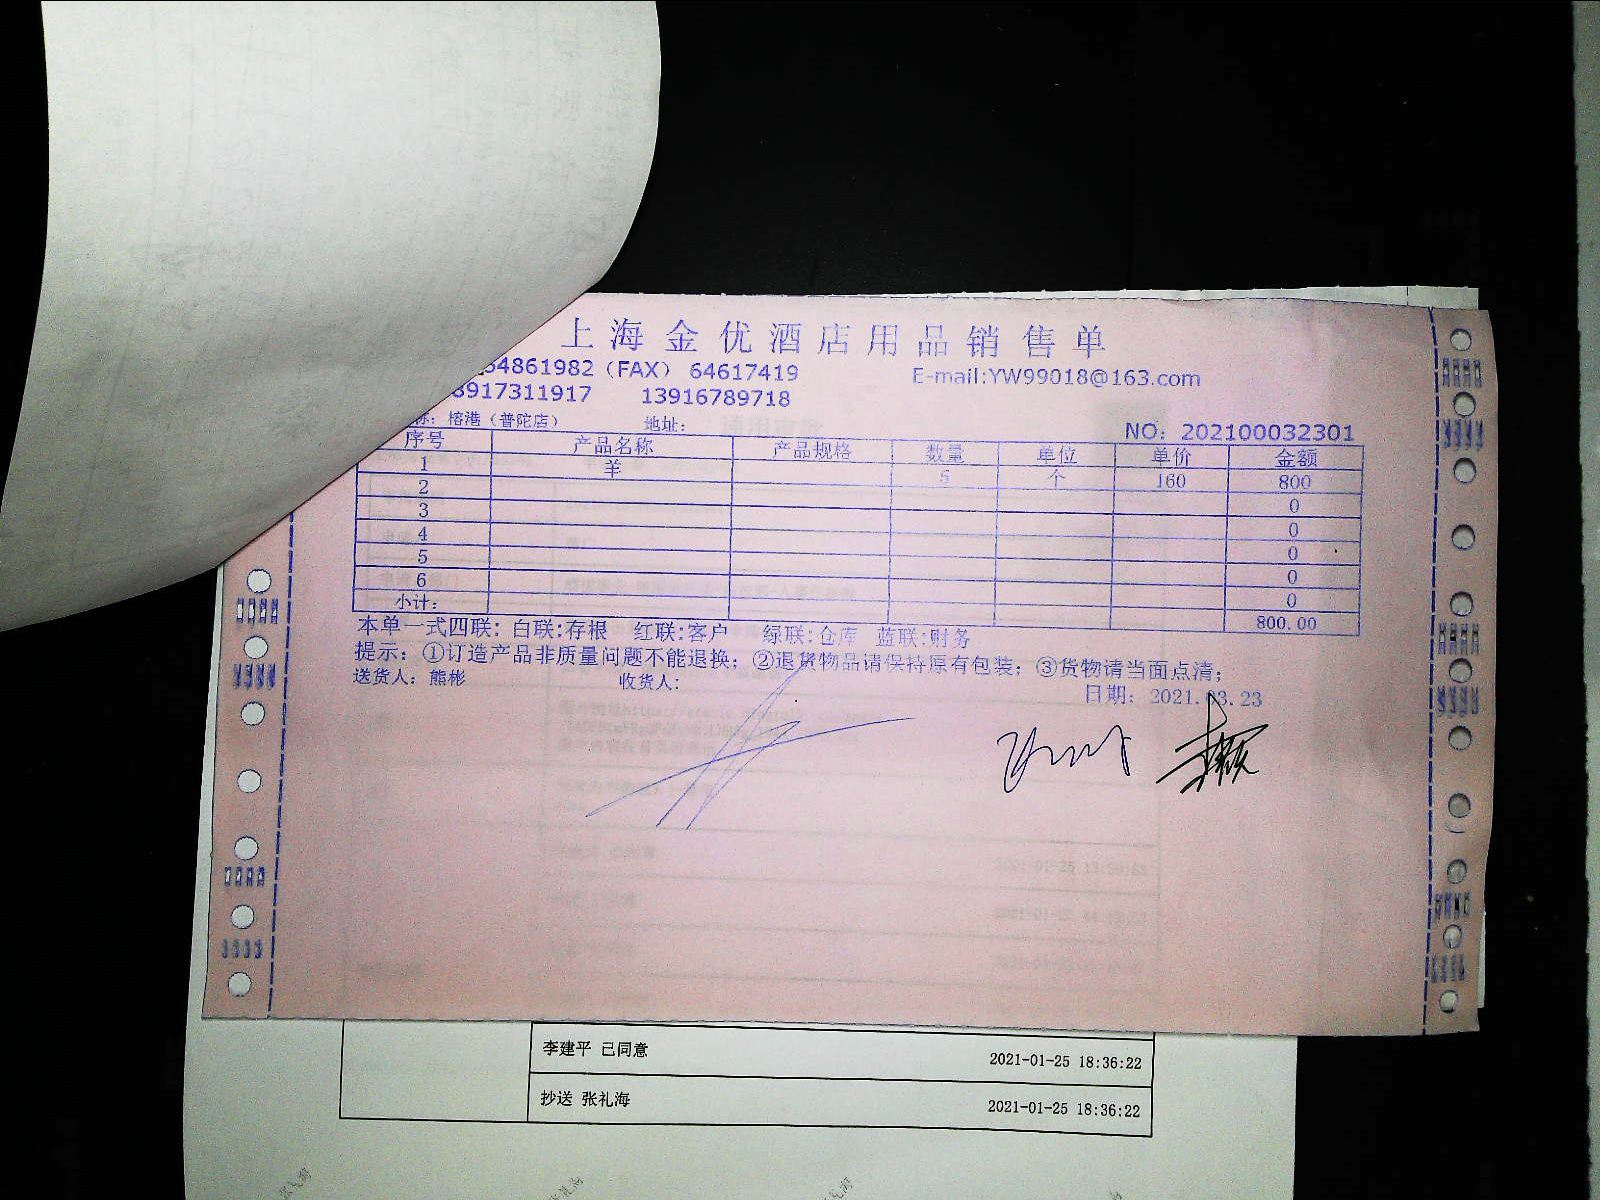 上海金优酒店用品销售单
54861982（FAX） 64617419 E-mail:YW99018@163.com
8917311917 13916789718
称：榕港（普陀店） 地址： NO：202100032301
序号 产品名称 产品规格 数量 单位 单价 金额
1 羊 5 个 160 800
2 0
3 0
4 0
5 0
6 0
小计： 800.00
本单一式四联：白联：存根 红联：客户 绿联：仓库 蓝联：财务
提示：①订造产品非质量问题不能退换；②退货物品请保持原有包装；③货物请当面点清；
送货人：熊彬 收货人： 日期：2021.03.23
李建平 已同意 2021-01-25 18:36:22
抄送 张礼海 2021-01-25 18:36:22